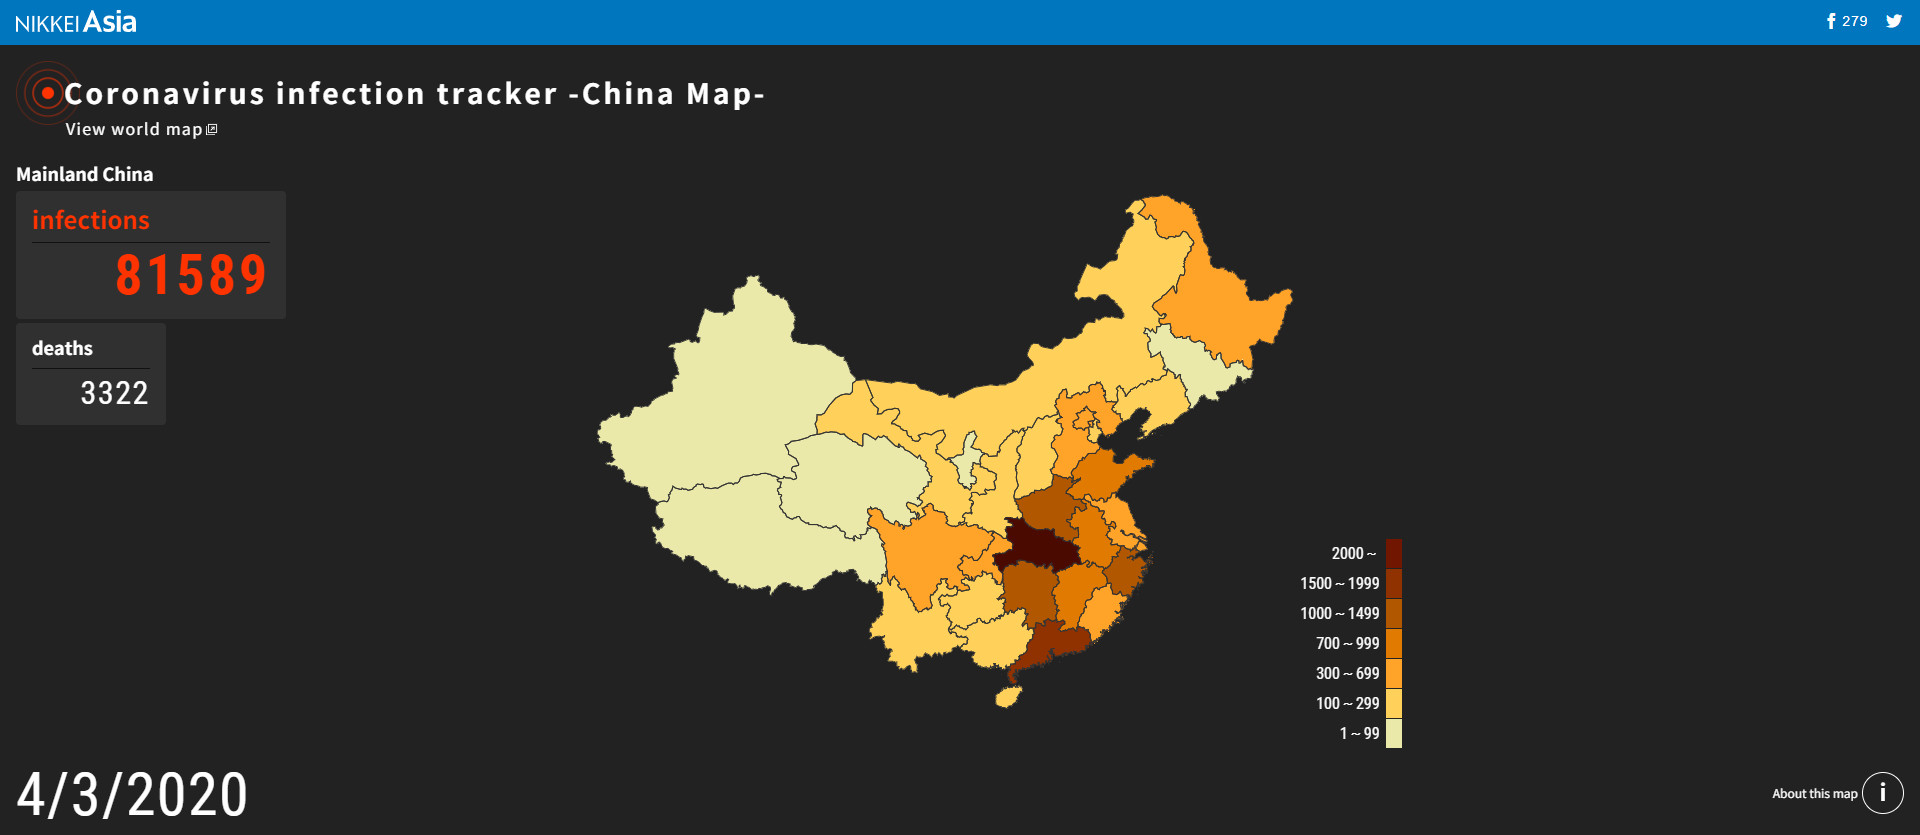 NIKKEI Asia
279
Coronavirus infection tracker -China Map-
View world map
Mainland China
infections
81589
deaths
3322
2000 ~
1500 ~ 1999
1000 ~ 1499
700 ~ 999
300 ~ 699
100 ~ 299
1 ~ 99
4/3/2020
About this map
i